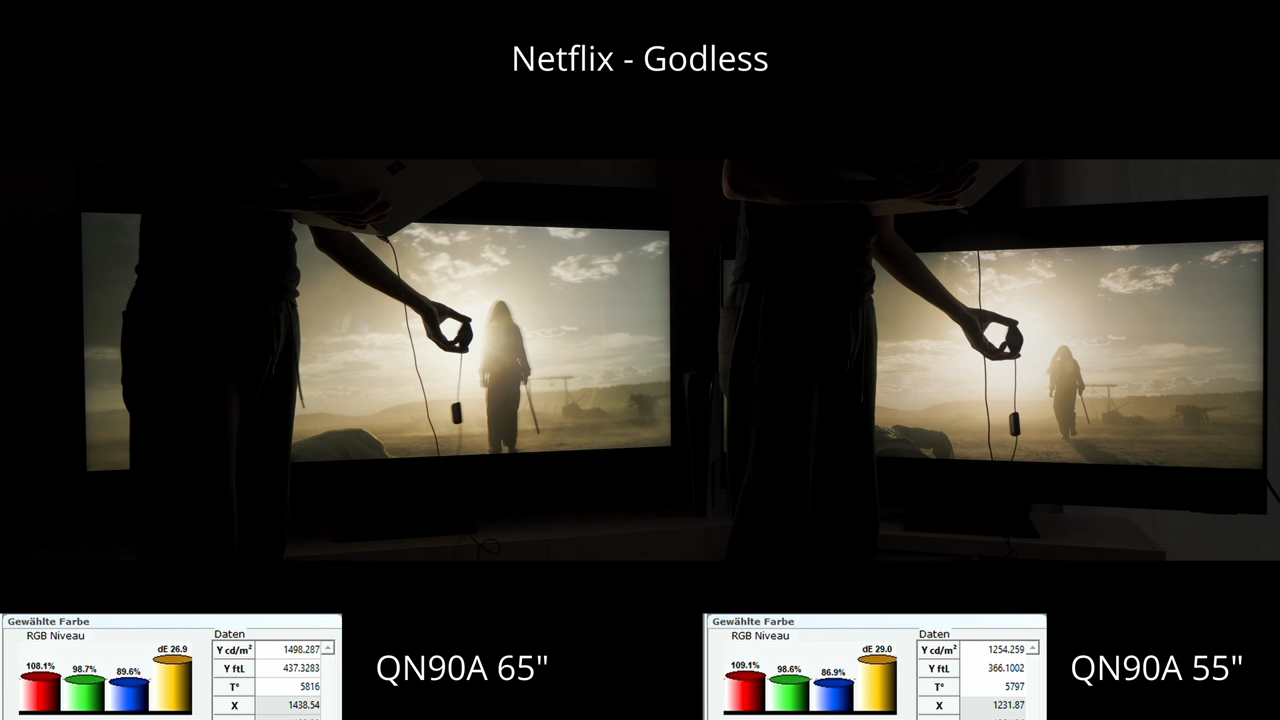 Netflix - Godless
Gewählte Farbe
RGB Niveau
Daten
dE 26.9
108.1%
98.7%
89.6%
Y cd/m² 1498.287
Y ftL 437.3283
T° 5816
X 1438.54
QN90A 65"
Gewählte Farbe
RGB Niveau
Daten
dE 29.0
109.1%
98.6%
86.9%
Y cd/m² 1254.259
Y ftL 366.1002
T° 5797
X 1231.87
QN90A 55"